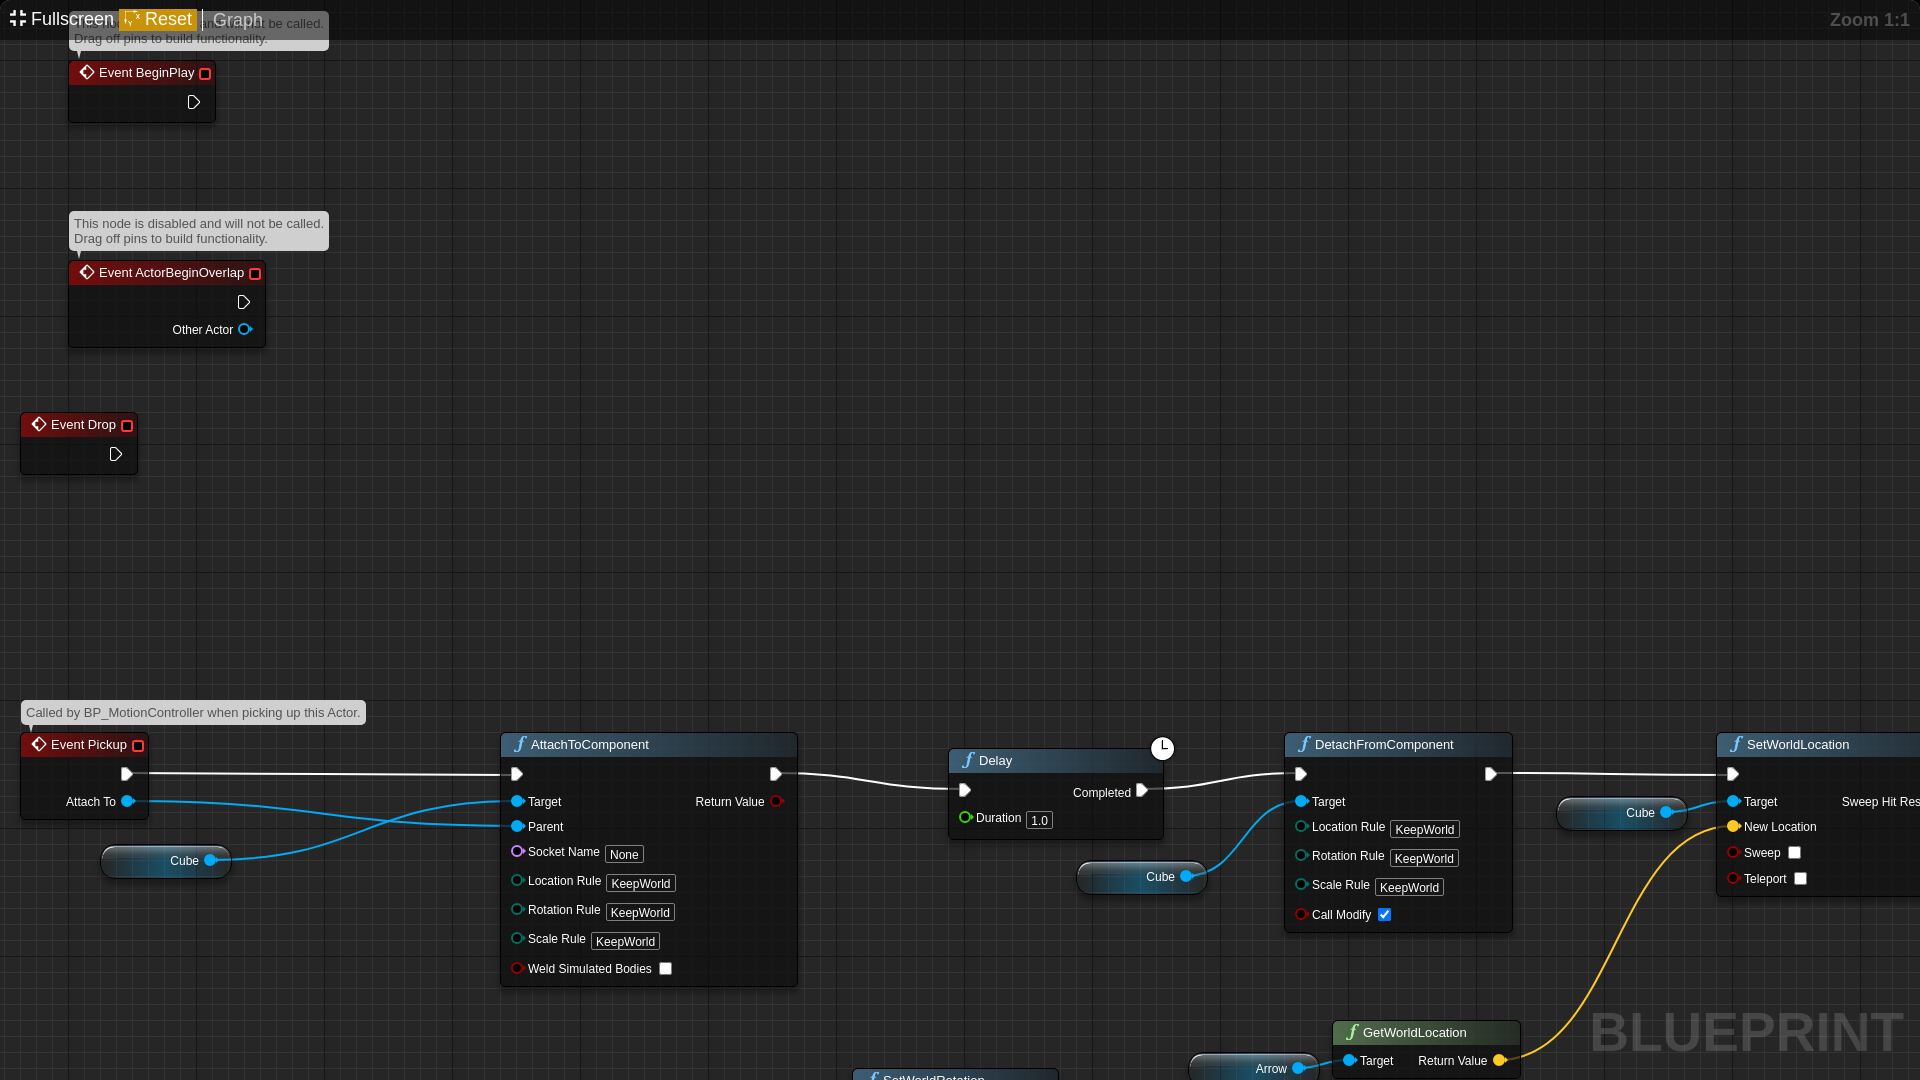 Fullscreen Reset Graph
Zoom 1:1
not be called.
Drag off pins to build functionality.
Event BeginPlay
This node is disabled and will not be called.
Drag off pins to build functionality.
Event ActorBeginOverlap
Other Actor
Event Drop
Called by BP_MotionController when picking up this Actor.
Event Pickup
Attach To
Cube
AttachToComponent
Target
Return Value
Parent
Socket Name None
Location Rule KeepWorld
Rotation Rule KeepWorld
Scale Rule KeepWorld
Weld Simulated Bodies
Delay
Completed
Duration 1.0
Cube
DetachFromComponent
Target
Location Rule KeepWorld
Rotation Rule KeepWorld
Scale Rule KeepWorld
Call Modify
Cube
SetWorldLocation
Target
Sweep Hit Res
New Location
Sweep
Teleport
GetWorldLocation
Target
Return Value
Arrow
SetWorldRotation
BLUEPRINT